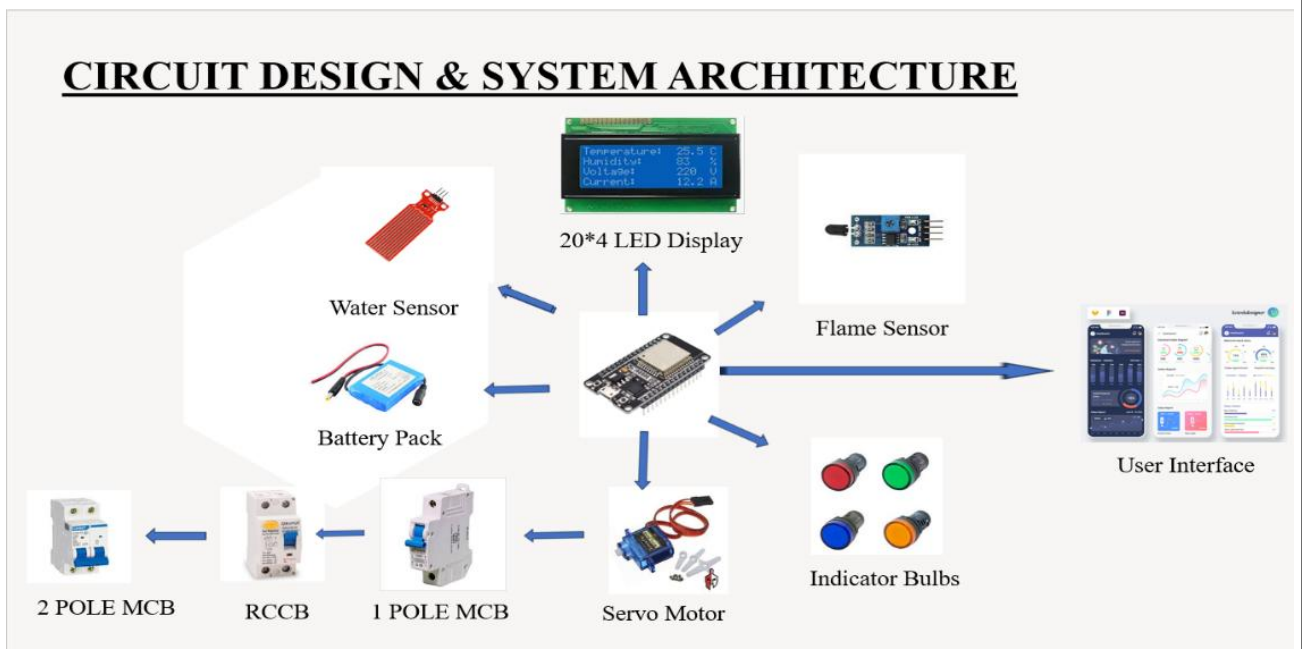 CIRCUIT DESIGN & SYSTEM ARCHITECTURE
Temperature: 25.5 C
Humidity: 83 %
Voltage: 220 V
Current: 12.2 A
20*4 LED Display
Water Sensor
Flame Sensor
Battery Pack
User Interface
2 POLE MCB
RCCB
1 POLE MCB
Servo Motor
Indicator Bulbs